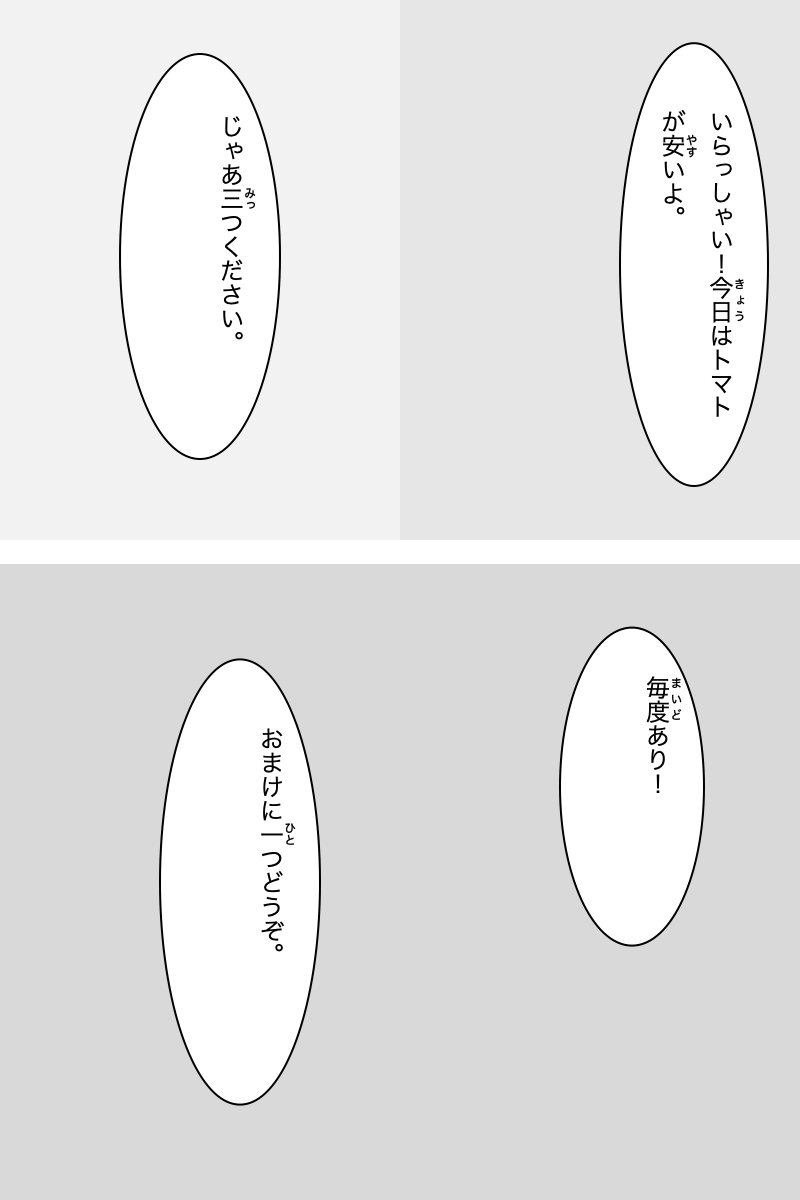 いらっしゃい！今日はトマト
が安いよ。
じゃあ三つください。
毎度あり！
おまけに一つどうぞ。